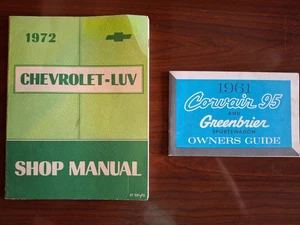 1972
CHEVROLET-LUV
SHOP MANUAL
1961
Corvair 95
AND
Greenbrier
SPORTSWAGON
OWNERS GUIDE